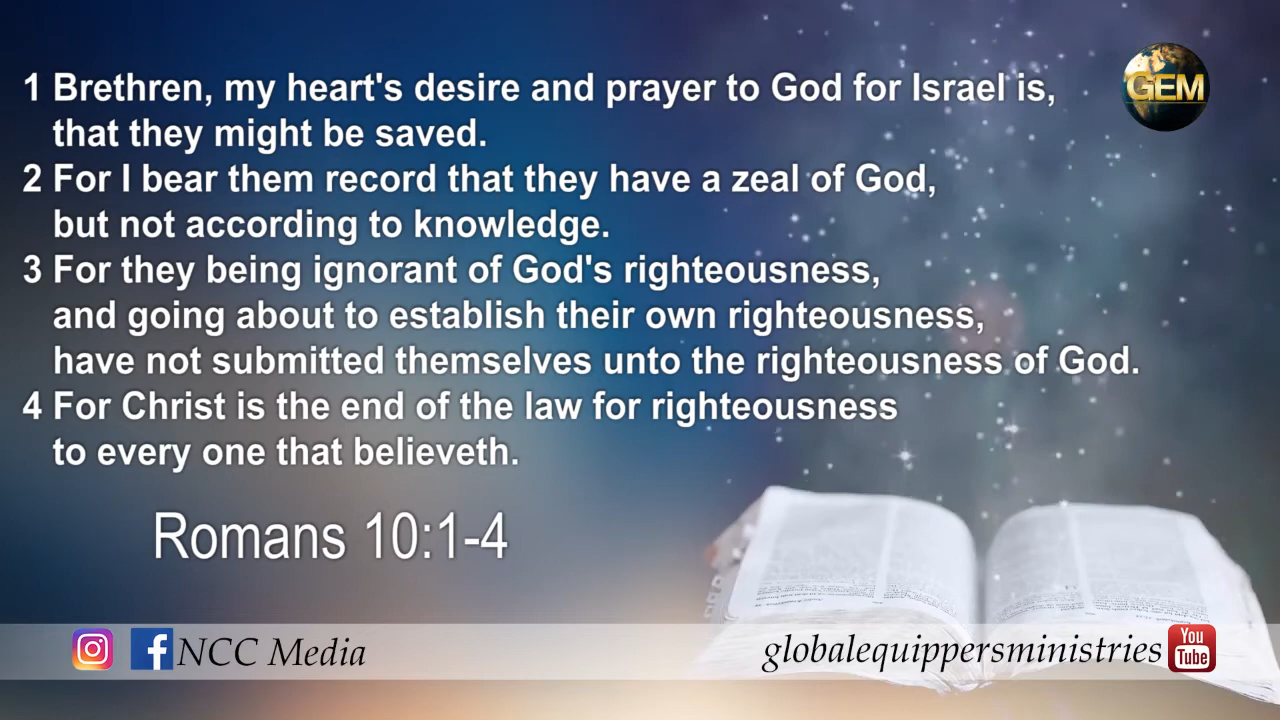 1 Brethren, my heart's desire and prayer to God for Israel is,
that they might be saved.
2 For I bear them record that they have a zeal of God,
but not according to knowledge.
3 For they being ignorant of God's righteousness,
and going about to establish their own righteousness,
have not submitted themselves unto the righteousness of God.
4 For Christ is the end of the law for righteousness
to every one that believeth.
Romans 10:1-4
GEM
NCC Media
globalequippersministries
You
Tube